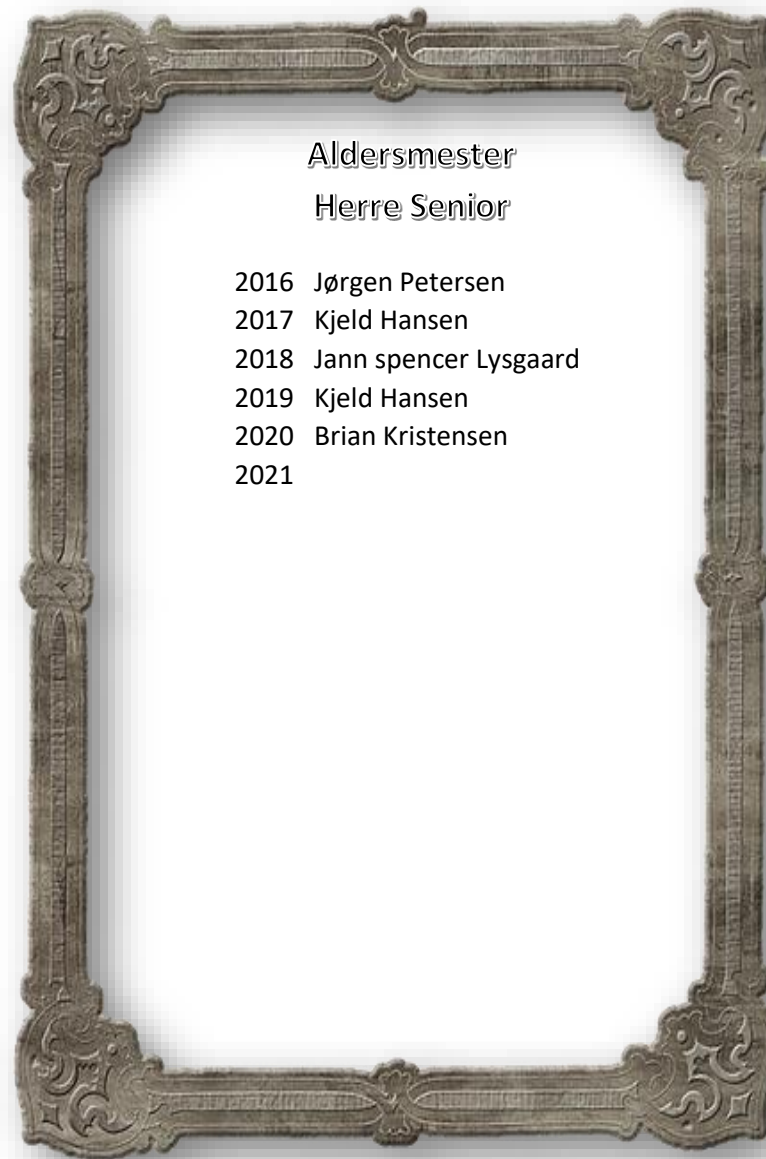 Aldersmester
Herre Senior
2016 Jørgen Petersen
2017 Kjeld Hansen
2018 Jann spencer Lysgaard
2019 Kjeld Hansen
2020 Brian Kristensen
2021